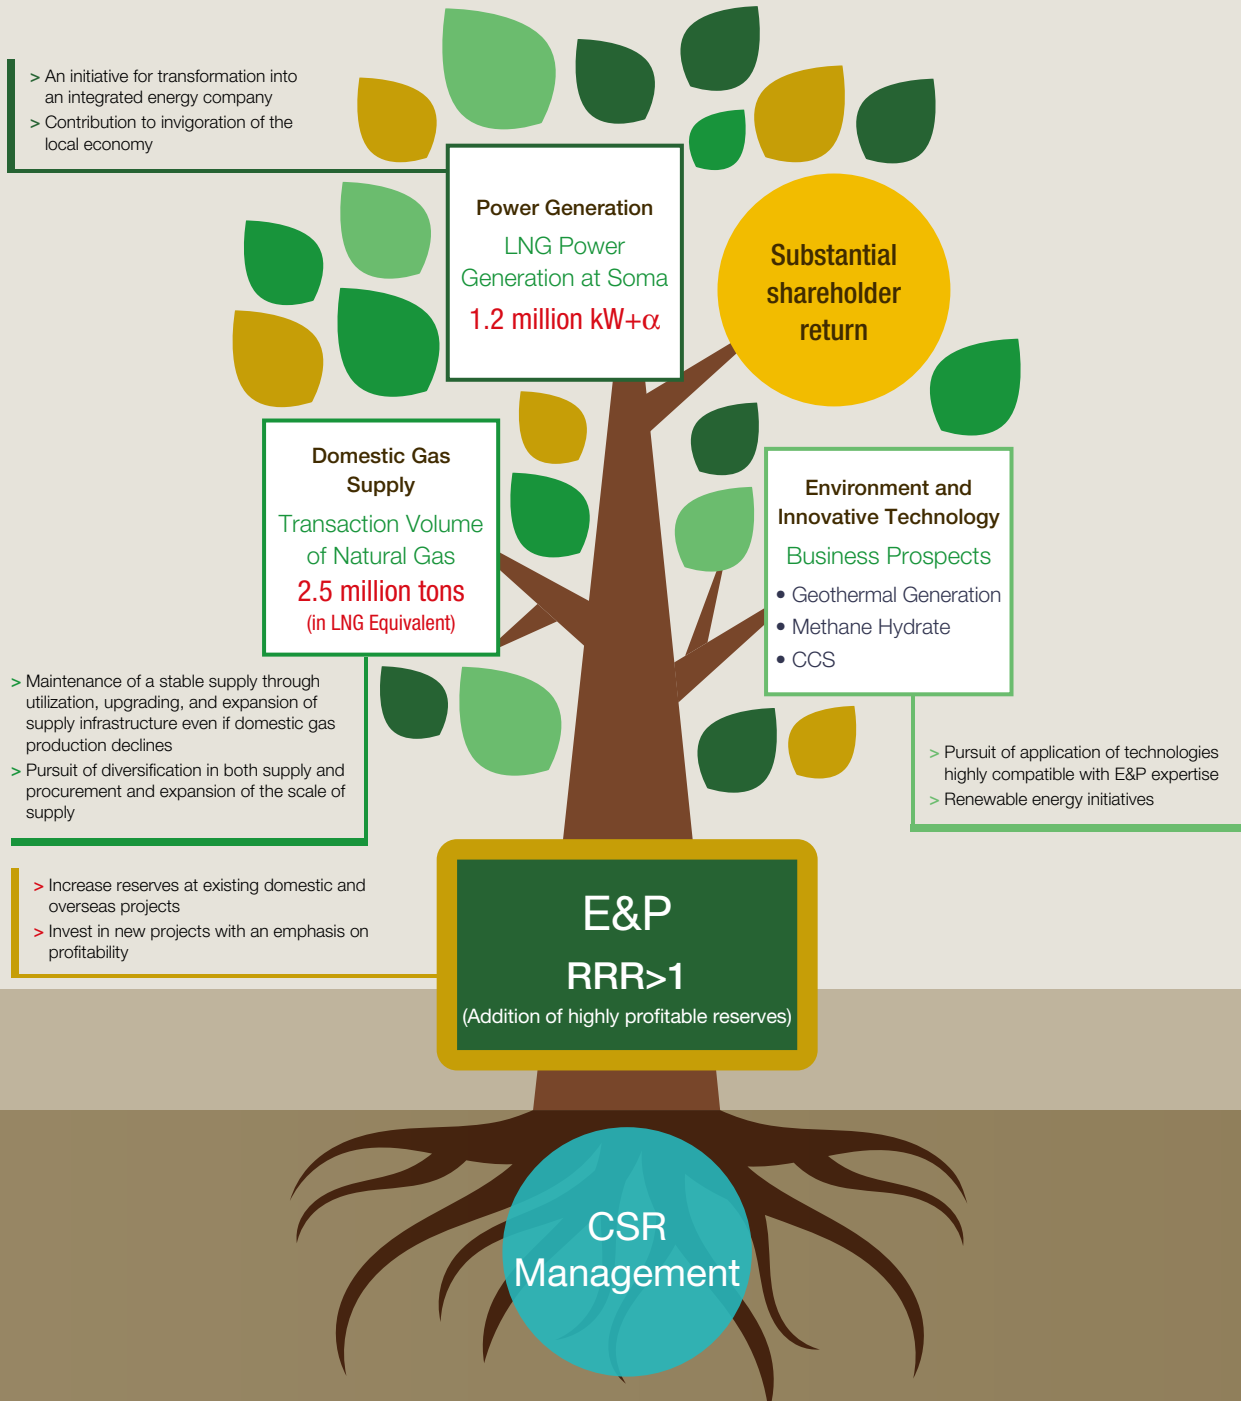 > An initiative for transformation into
an integrated energy company
> Contribution to invigoration of the
local economy
Power Generation
LNG Power
Generation at Soma
1.2 million kW+α
Substantial
shareholder
return
Domestic Gas
Supply
Transaction Volume
of Natural Gas
2.5 million tons
(in LNG Equivalent)
Environment and
Innovative Technology
Business Prospects
• Geothermal Generation
• Methane Hydrate
• CCS
> Maintenance of a stable supply through
utilization, upgrading, and expansion of
supply infrastructure even if domestic gas
production declines
> Pursuit of diversification in both supply and
procurement and expansion of the scale of
supply
> Pursuit of application of technologies
highly compatible with E&P expertise
> Renewable energy initiatives
> Increase reserves at existing domestic and
overseas projects
> Invest in new projects with an emphasis on
profitability
E&P
RRR>1
(Addition of highly profitable reserves)
CSR
Management